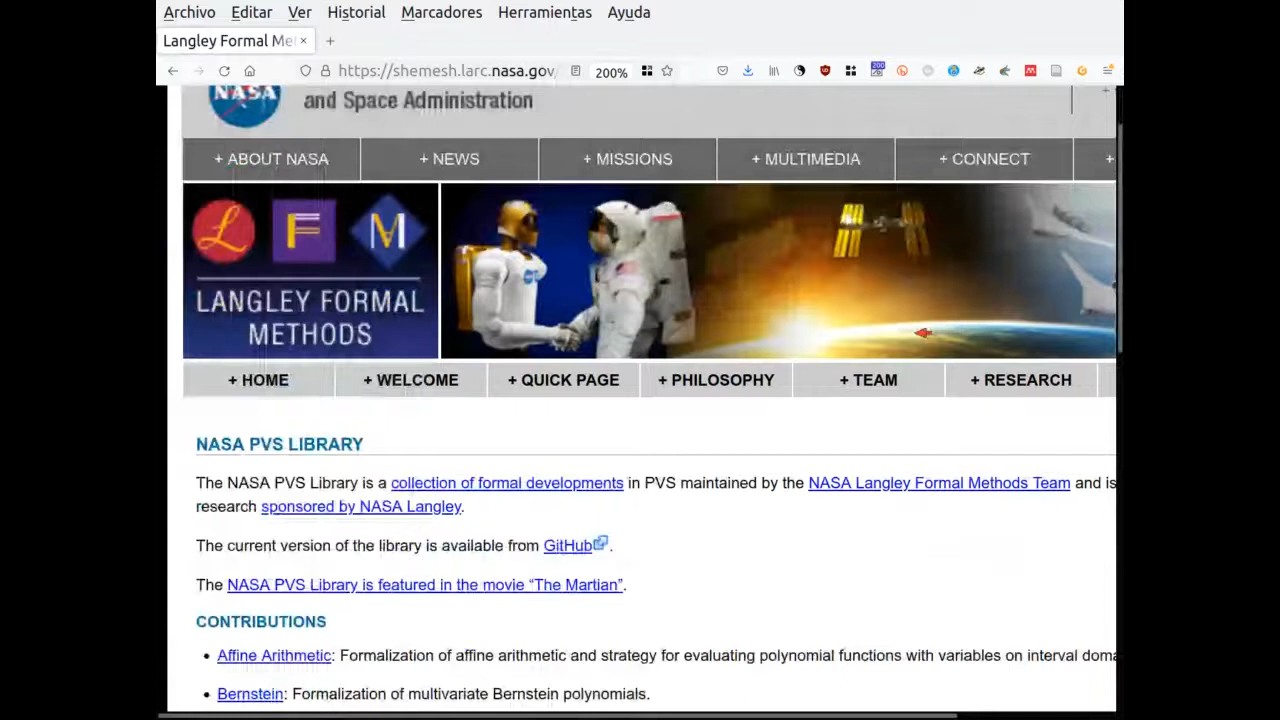 Archivo Editar Ver Historial Marcadores Herramientas Ayuda
Langley Formal Me
https://shemesh.larc.nasa.gov/
200%
200
NASA
and Space Administration
+ ABOUT NASA + NEWS + MISSIONS + MULTIMEDIA + CONNECT +
L F M
LANGLEY FORMAL
METHODS
+ HOME + WELCOME + QUICK PAGE + PHILOSOPHY + TEAM + RESEARCH
NASA PVS LIBRARY
The NASA PVS Library is a collection of formal developments in PVS maintained by the NASA Langley Formal Methods Team and is
research sponsored by NASA Langley.
The current version of the library is available from GitHub.
The NASA PVS Library is featured in the movie “The Martian”.
CONTRIBUTIONS
• Affine Arithmetic: Formalization of affine arithmetic and strategy for evaluating polynomial functions with variables on interval doma
• Bernstein: Formalization of multivariate Bernstein polynomials.